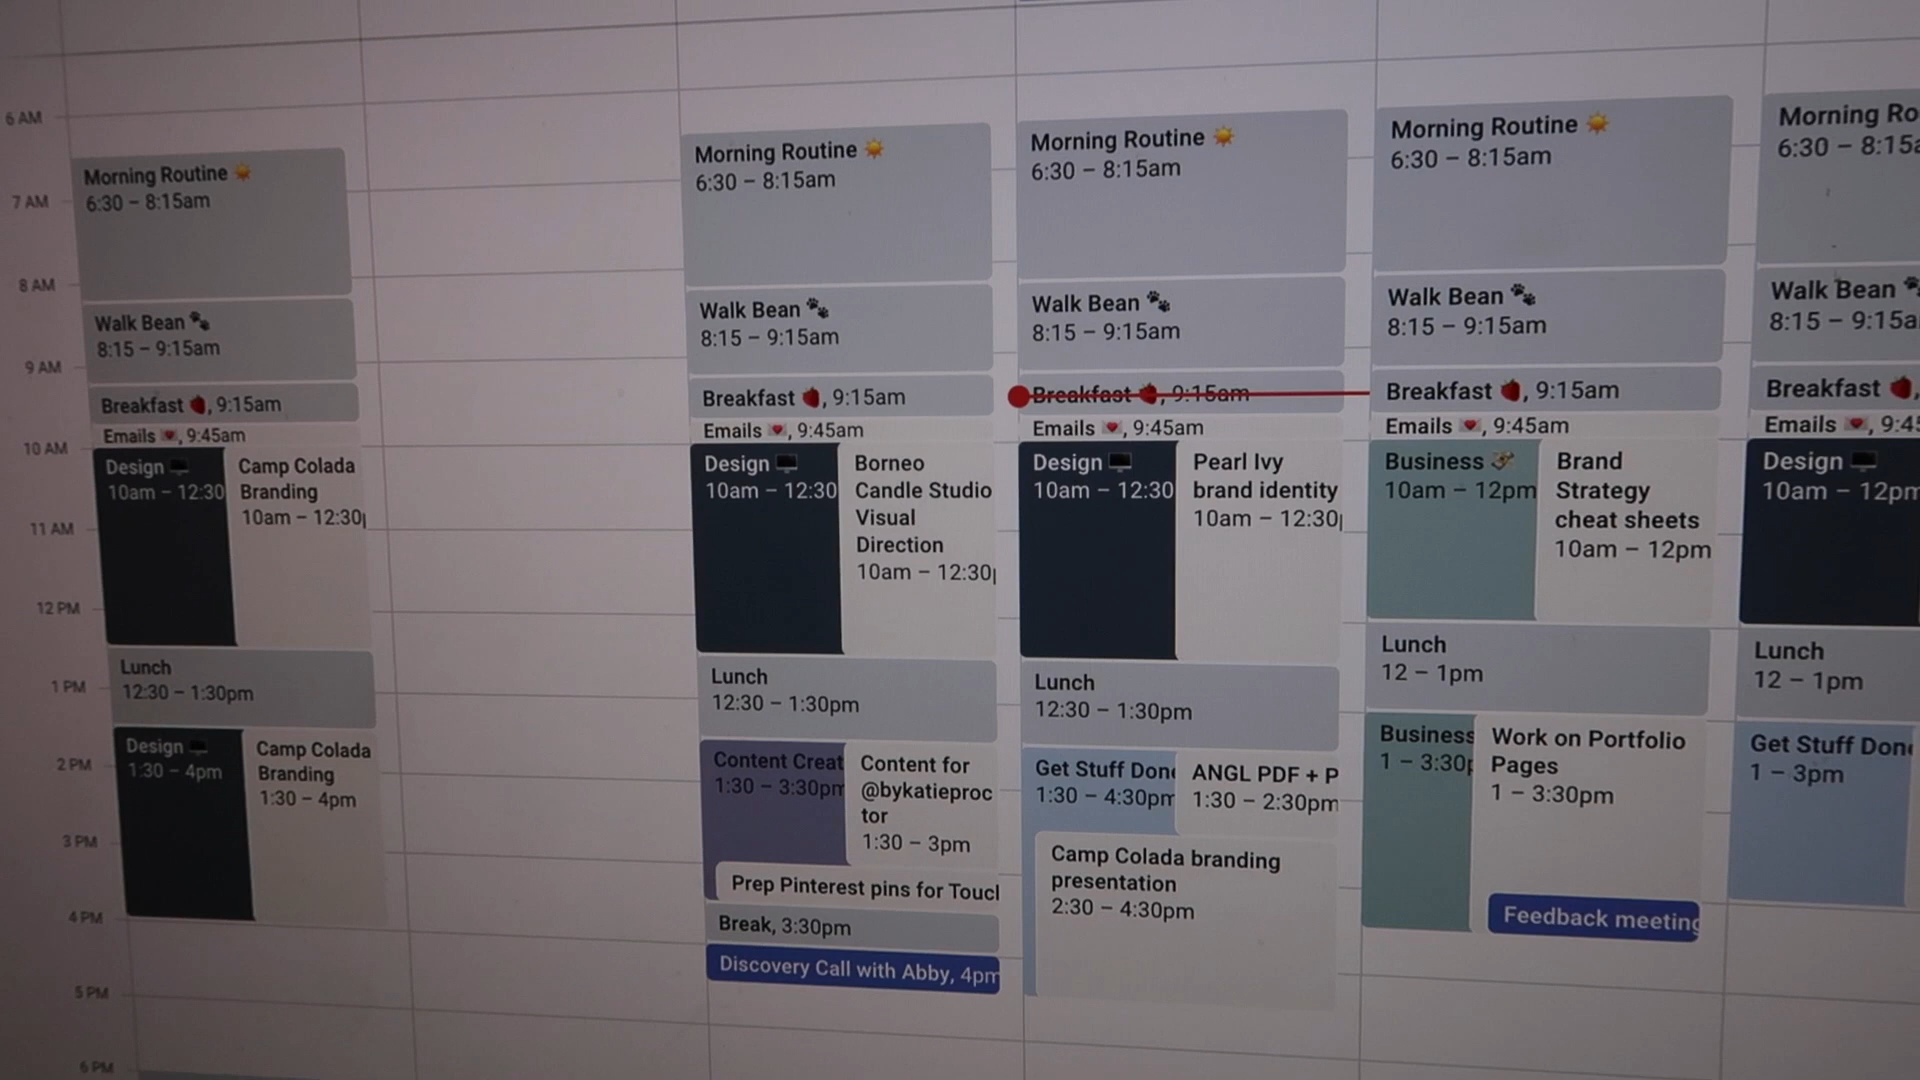 6 AM
7 AM
8 AM
9 AM
10 AM
11 AM
12 PM
1 PM
2 PM
3 PM
4 PM
5 PM
6 PM
Morning Routine ☀️
6:30 – 8:15am
Walk Bean 🐾
8:15 – 9:15am
Breakfast 🍓, 9:15am
Emails 💌, 9:45am
Design 🖥️
10am – 12:30
Camp Colada
Branding
10am – 12:30
Lunch
12:30 – 1:30pm
Design 🖥️
1:30 – 4pm
Camp Colada
Branding
1:30 – 4pm
Morning Routine ☀️
6:30 – 8:15am
Walk Bean 🐾
8:15 – 9:15am
Breakfast 🍓, 9:15am
Emails 💌, 9:45am
Design 🖥️
10am – 12:30
Borneo
Candle Studio
Visual
Direction
10am – 12:30
Lunch
12:30 – 1:30pm
Content Creat
1:30 – 3:30pm
Content for
@bykatieproc
tor
1:30 – 3pm
Prep Pinterest pins for Toucl
Break, 3:30pm
Discovery Call with Abby, 4pm
Morning Routine ☀️
6:30 – 8:15am
Walk Bean 🐾
8:15 – 9:15am
Breakfast 🍓, 9:15am
Emails 💌, 9:45am
Design 🖥️
10am – 12:30
Pearl Ivy
brand identity
10am – 12:30
Lunch
12:30 – 1:30pm
Get Stuff Done
1:30 – 4:30pm
ANGL PDF + P
1:30 – 2:30pm
Camp Colada branding
presentation
2:30 – 4:30pm
Morning Routine ☀️
6:30 – 8:15am
Walk Bean 🐾
8:15 – 9:15am
Breakfast 🍓, 9:15am
Emails 💌, 9:45am
Business
10am – 12pm
Brand
Strategy
cheat sheets
10am – 12pm
Lunch
12 – 1pm
Business
1 – 3:30p
Work on Portfolio
Pages
1 – 3:30pm
Feedback meeting
Morning Ro
6:30 – 8:15a
Walk Bean 🐾
8:15 – 9:15a
Breakfast 🍓,
Emails 💌, 9:45
Design 🖥️
10am – 12pm
Lunch
12 – 1pm
Get Stuff Done
1 – 3pm